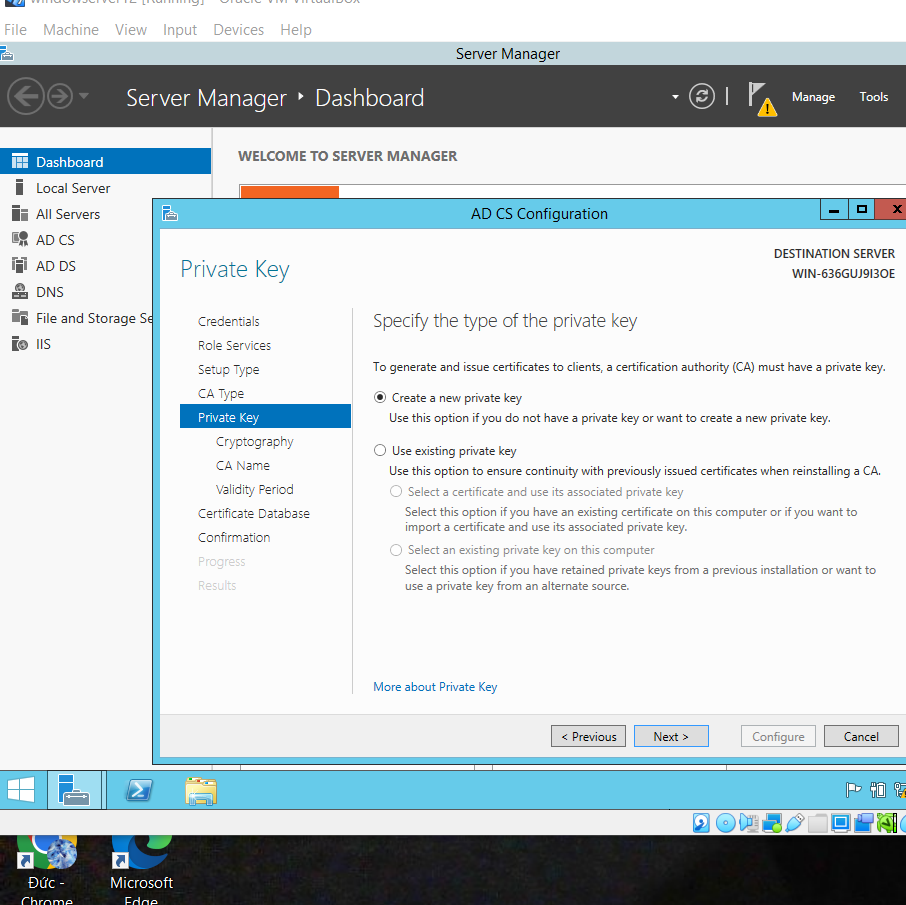 windowserver12 [Running] - Oracle VM VirtualBox
File Machine View Input Devices Help
Server Manager
Server Manager ‣ Dashboard
Manage Tools
Dashboard
Local Server
All Servers
AD CS
AD DS
DNS
File and Storage Se
IIS
WELCOME TO SERVER MANAGER
AD CS Configuration
Private Key
DESTINATION SERVER
WIN-636GUJ9I3OE
Credentials
Role Services
Setup Type
CA Type
Private Key
Cryptography
CA Name
Validity Period
Certificate Database
Confirmation
Progress
Results
Specify the type of the private key
To generate and issue certificates to clients, a certification authority (CA) must have a private key.
Create a new private key
Use this option if you do not have a private key or want to create a new private key.
Use existing private key
Use this option to ensure continuity with previously issued certificates when reinstalling a CA.
Select a certificate and use its associated private key
Select this option if you have an existing certificate on this computer or if you want to
import a certificate and use its associated private key.
Select an existing private key on this computer
Select this option if you have retained private keys from a previous installation or want to
use a private key from an alternate source.
More about Private Key
< Previous Next > Configure Cancel
Đức -
Chrome
Microsoft
Edge